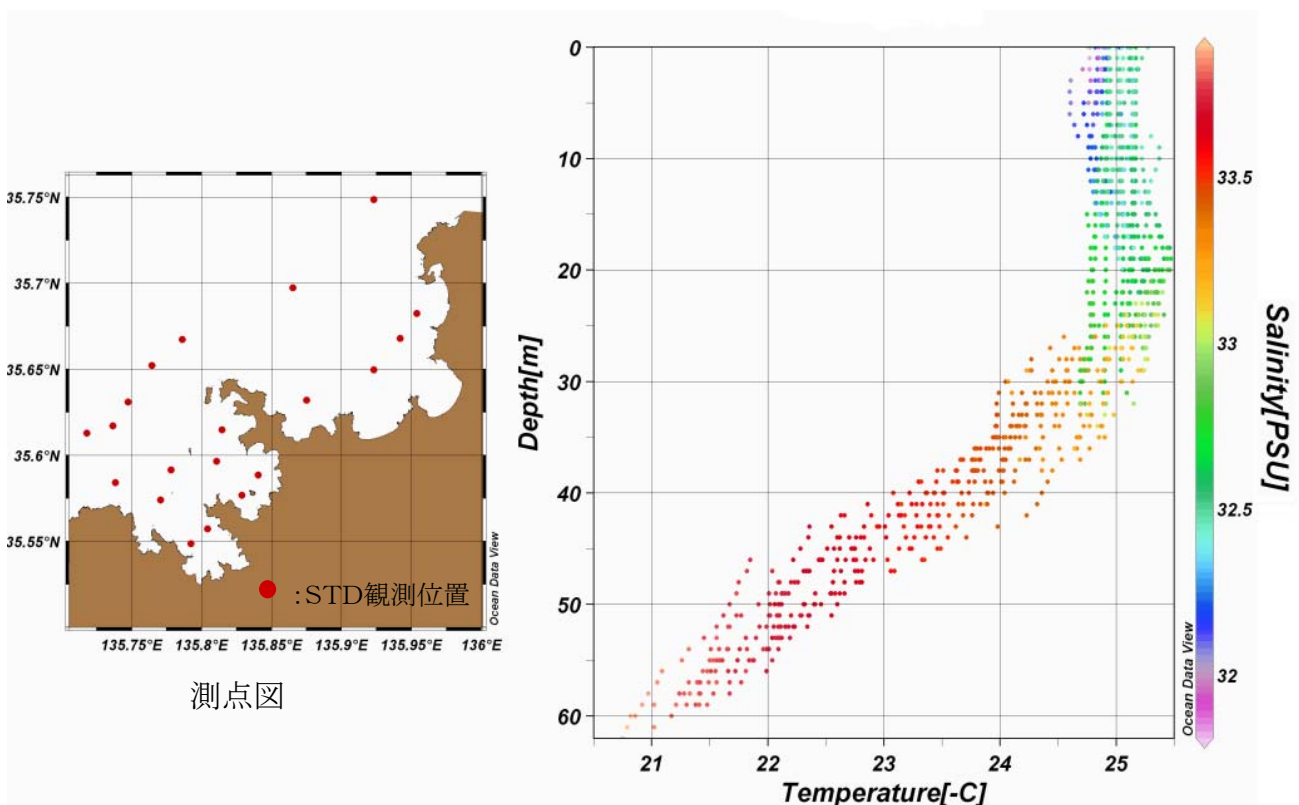 35.75°N
35.7°N
35.65°N
35.6°N
35.55°N
135.75°E 135.8°E 135.85°E 135.9°E 135.95°E 136°E
:STD観測位置
Ocean Data View
測点図
0
10
20
30
40
50
60
Depth[m]
21 22 23 24 25
Temperature[-C]
Ocean Data View
33.5
33
32.5
32
Salinity[PSU]